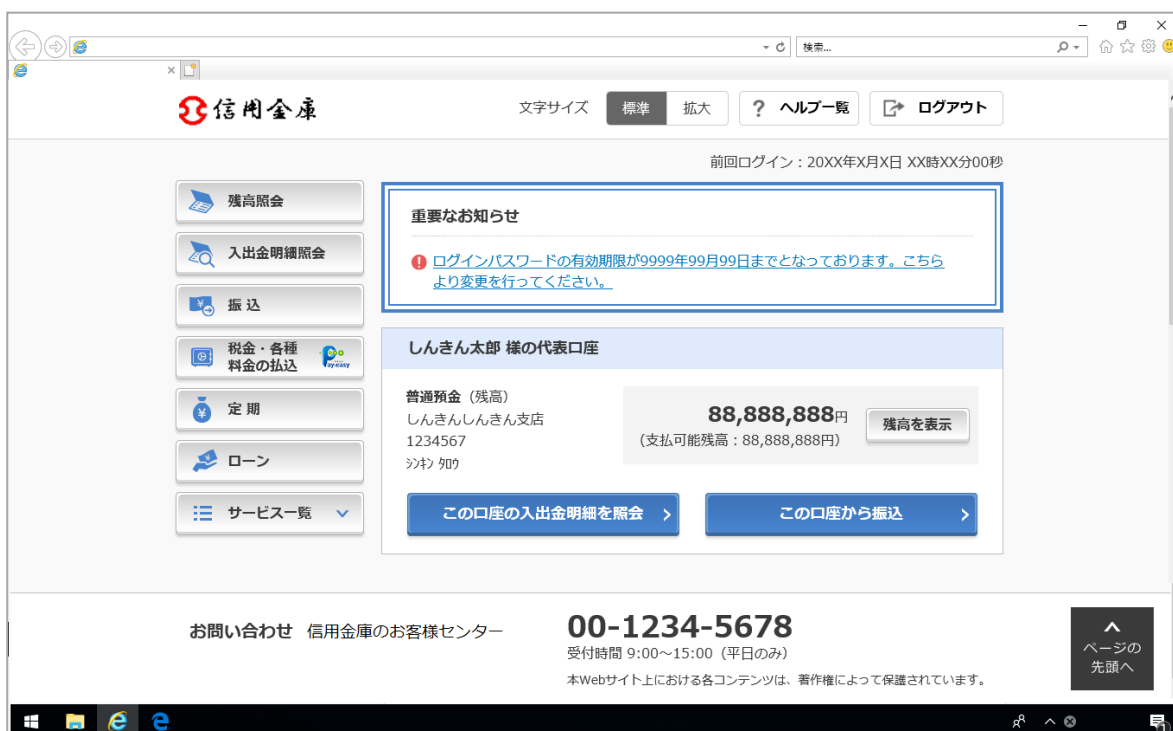 検索...
信用金庫
文字サイズ 標準 拡大 ? ヘルプ一覧 ログアウト
前回ログイン：20XX年X月X日 XX時XX分00秒
残高照会
入出金明細照会
振込
税金・各種
料金の払込
Pay-easy
定期
ローン
サービス一覧
重要なお知らせ
ログインパスワードの有効期限が9999年99月99日までとなっております。こちら
より変更を行ってください。
しんきん太郎 様の代表口座
普通預金（残高）
しんきんしんきん支店
1234567
ｼﾝｷﾝ ﾀﾛｳ
88,888,888円
（支払可能残高：88,888,888円）
残高を表示
この口座の入出金明細を照会
この口座から振込
お問い合わせ 信用金庫のお客様センター
00-1234-5678
受付時間 9:00～15:00（平日のみ）
本Webサイト上における各コンテンツは、著作権によって保護されています。
ページの
先頭へ